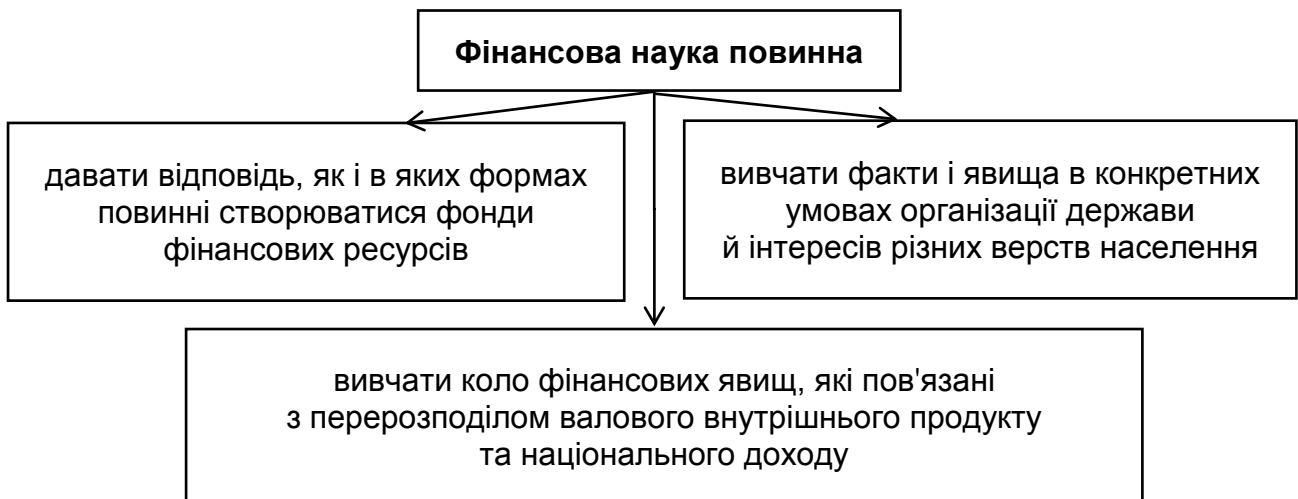 Фінансова наука повинна
давати відповідь, як і в яких формах
повинні створюватися фонди
фінансових ресурсів
вивчати факти і явища в конкретних
умовах організації держави
й інтересів різних верств населення
вивчати коло фінансових явищ, які пов'язані
з перерозподілом валового внутрішнього продукту
та національного доходу